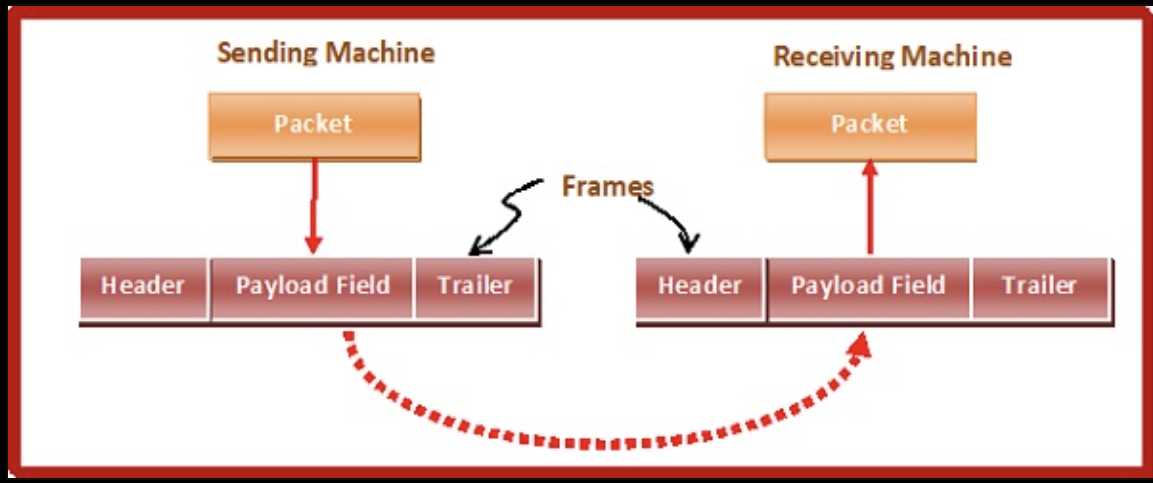 Sending Machine
Receiving Machine
Packet
Packet
Frames
Header Payload Field Trailer
Header Payload Field Trailer